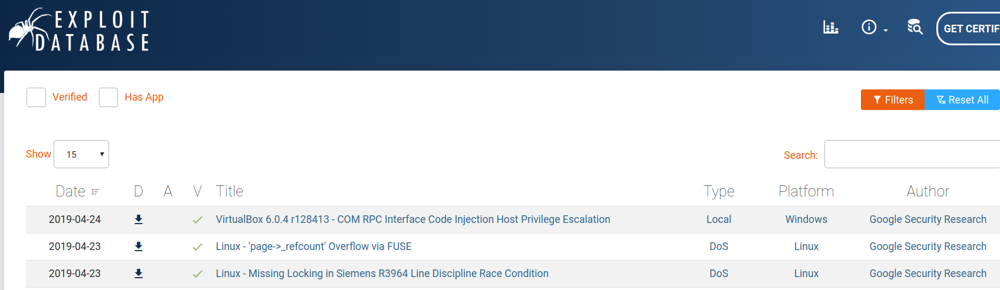 EXPLOIT
DATABASE
GET CERTIF
Verified Has App
Filters Reset All
Show 15 Search:
Date D A V Title Type Platform Author
2019-04-24 VirtualBox 6.0.4 r128413 - COM RPC Interface Code Injection Host Privilege Escalation Local Windows Google Security Research
2019-04-23 Linux - 'page->_refcount' Overflow via FUSE DoS Linux Google Security Research
2019-04-23 Linux - Missing Locking in Siemens R3964 Line Discipline Race Condition DoS Linux Google Security Research